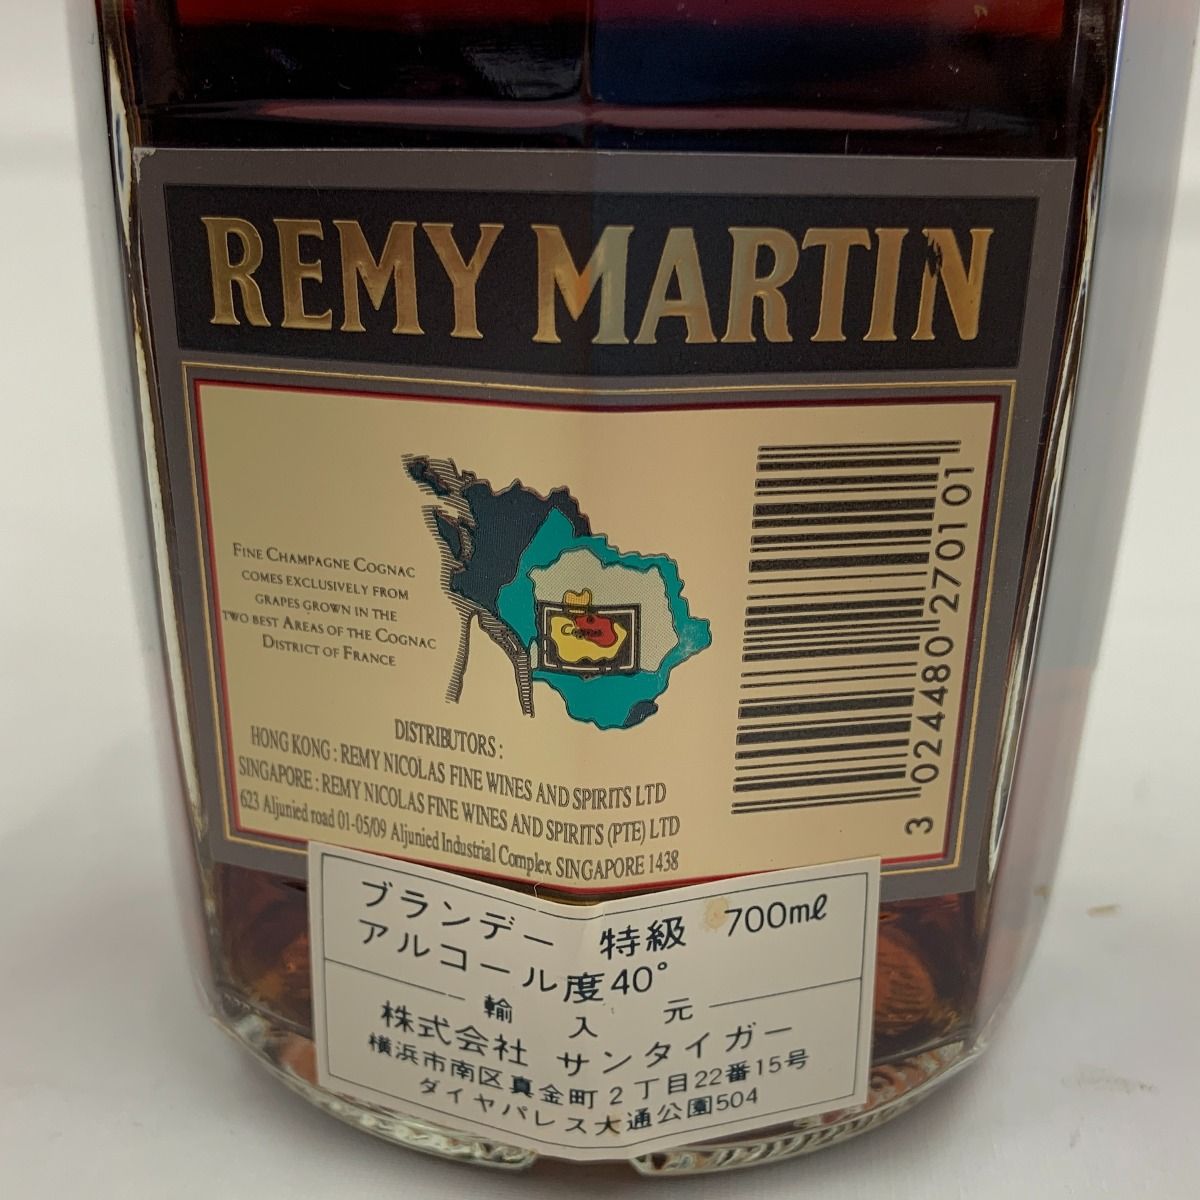 REMY MARTIN
FINE CHAMPAGNE COGNAC
COMES EXCLUSIVELY FROM
GRAPES GROWN IN THE
TWO BEST AREAS OF THE COGNAC
DISTRICT OF FRANCE
Cognac
3 024480 270101
DISTRIBUTORS :
HONG KONG : REMY NICOLAS FINE WINES AND SPIRITS LTD
SINGAPORE : REMY NICOLAS FINE WINES AND SPIRITS (PTE) LTD
623 Aljunied road 01-05/09 Aljunied Industrial Complex SINGAPORE 1438
ブランデー 特級 700mℓ
アルコール度40°
輸入元
株式会社 サンタイガー
横浜市南区真金町2丁目22番15号
ダイヤパレス大通公園504